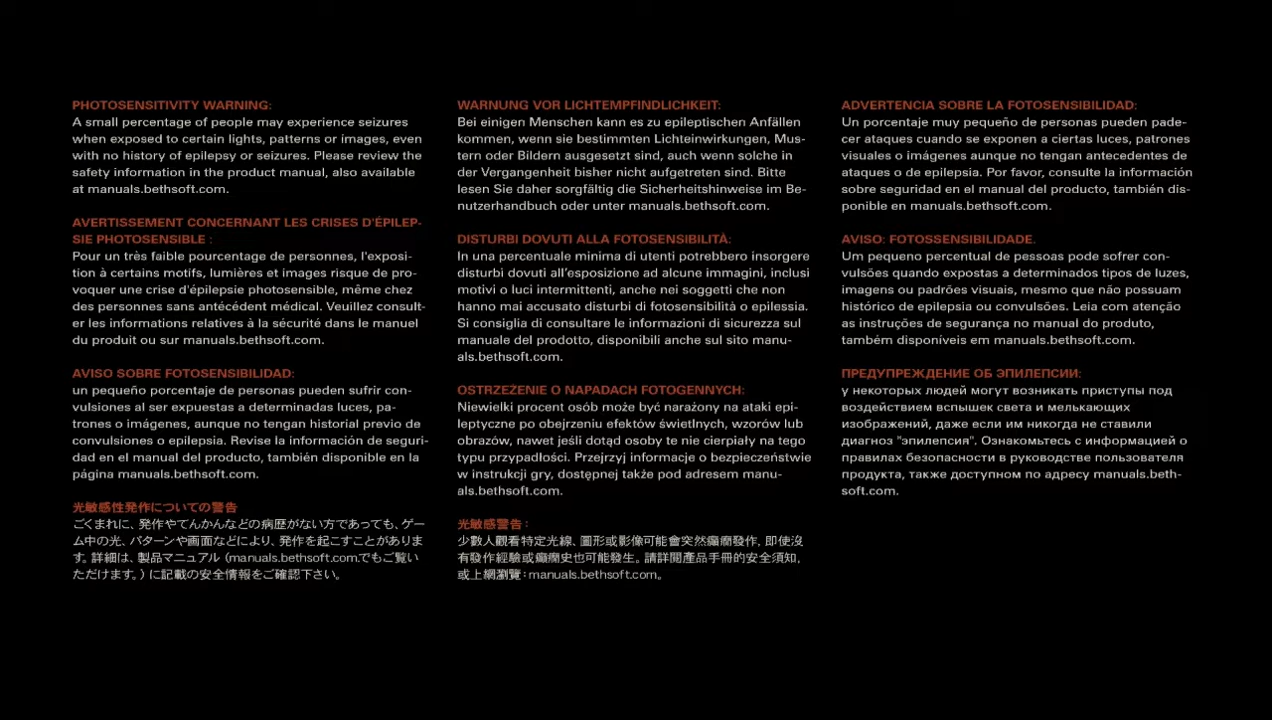 PHOTOSENSITIVITY WARNING:
A small percentage of people may experience seizures
when exposed to certain lights, patterns or images, even
with no history of epilepsy or seizures. Please review the
safety information in the product manual, also available
at manuals.bethsoft.com.
AVERTISSEMENT CONCERNANT LES CRISES D'ÉPILEP-
SIE PHOTOSENSIBLE :
Pour un très faible pourcentage de personnes, l'exposi-
tion à certains motifs, lumières et images risque de pro-
voquer une crise d'épilepsie photosensible, même chez
des personnes sans antécédent médical. Veuillez consult-
er les informations relatives à la sécurité dans le manuel
du produit ou sur manuals.bethsoft.com.
AVISO SOBRE FOTOSENSIBILIDAD:
un pequeño porcentaje de personas pueden sufrir con-
vulsiones al ser expuestas a determinadas luces, pa-
trones o imágenes, aunque no tengan historial previo de
convulsiones o epilepsia. Revise la información de seguri-
dad en el manual del producto, también disponible en la
página manuals.bethsoft.com.
光敏感性発作についての警告
ごくまれに、発作やてんかんなどの病歴がない方であっても、ゲー
ム中の光、パターンや画面などにより、発作を起こすことがありま
す。詳細は、製品マニュアル（manuals.bethsoft.com.でもご覧い
ただけます。）に記載の安全情報をご確認下さい。
WARNUNG VOR LICHTEMPFINDLICHKEIT:
Bei einigen Menschen kann es zu epileptischen Anfällen
kommen, wenn sie bestimmten Lichteinwirkungen, Mus-
tern oder Bildern ausgesetzt sind, auch wenn solche in
der Vergangenheit bisher nicht aufgetreten sind. Bitte
lesen Sie daher sorgfältig die Sicherheitshinweise im Be-
nutzerhandbuch oder unter manuals.bethsoft.com.
DISTURBI DOVUTI ALLA FOTOSENSIBILITÀ:
In una percentuale minima di utenti potrebbero insorgere
disturbi dovuti all’esposizione ad alcune immagini, inclusi
motivi o luci intermittenti, anche nei soggetti che non
hanno mai accusato disturbi di fotosensibilità o epilessia.
Si consiglia di consultare le informazioni di sicurezza sul
manuale del prodotto, disponibili anche sul sito manu-
als.bethsoft.com.
OSTRZEŻENIE O NAPADACH FOTOGENNYCH:
Niewielki procent osób może być narażony na ataki epi-
leptyczne po obejrzeniu efektów świetlnych, wzorów lub
obrazów, nawet jeśli dotąd osoby te nie cierpiały na tego
typu przypadłości. Przejrzyj informacje o bezpieczeństwie
w instrukcji gry, dostępnej także pod adresem manu-
als.bethsoft.com.
光敏感警告：
少數人觀看特定光線、圖形或影像可能會突然癲癇發作，即使沒
有發作經驗或癲癇史也可能發生。請詳閱產品手冊的安全須知，
或上網瀏覽：manuals.bethsoft.com。
ADVERTENCIA SOBRE LA FOTOSENSIBILIDAD:
Un porcentaje muy pequeño de personas pueden pade-
cer ataques cuando se exponen a ciertas luces, patrones
visuales o imágenes aunque no tengan antecedentes de
ataques o de epilepsia. Por favor, consulte la información
sobre seguridad en el manual del producto, también dis-
ponible en manuals.bethsoft.com.
AVISO: FOTOSSENSIBILIDADE.
Um pequeno percentual de pessoas pode sofrer con-
vulsões quando expostas a determinados tipos de luzes,
imagens ou padrões visuais, mesmo que não possuam
histórico de epilepsia ou convulsões. Leia com atenção
as instruções de segurança no manual do produto,
também disponíveis em manuals.bethsoft.com.
ПРЕДУПРЕЖДЕНИЕ ОБ ЭПИЛЕПСИИ:
у некоторых людей могут возникать приступы под
воздействием вспышек света и мелькающих
изображений, даже если им никогда не ставили
диагноз "эпилепсия". Ознакомьтесь с информацией о
правилах безопасности в руководстве пользователя
продукта, также доступном по адресу manuals.beth-
soft.com.